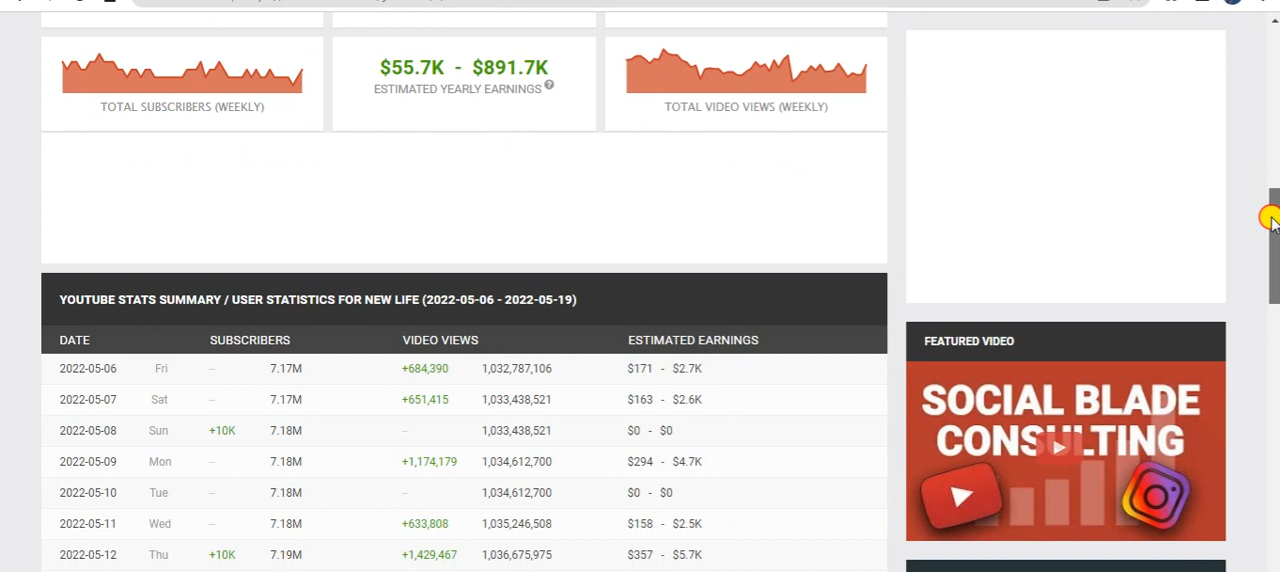 $55.7K - $891.7K
ESTIMATED YEARLY EARNINGS ?
TOTAL SUBSCRIBERS (WEEKLY)
TOTAL VIDEO VIEWS (WEEKLY)
YOUTUBE STATS SUMMARY / USER STATISTICS FOR NEW LIFE (2022-05-06 - 2022-05-19)
DATE SUBSCRIBERS VIDEO VIEWS ESTIMATED EARNINGS
2022-05-06 Fri -- 7.17M +684,390 1,032,787,106 $171 - $2.7K
2022-05-07 Sat -- 7.17M +651,415 1,033,438,521 $163 - $2.6K
2022-05-08 Sun +10K 7.18M -- 1,033,438,521 $0 - $0
2022-05-09 Mon -- 7.18M +1,174,179 1,034,612,700 $294 - $4.7K
2022-05-10 Tue -- 7.18M -- 1,034,612,700 $0 - $0
2022-05-11 Wed -- 7.18M +633,808 1,035,246,508 $158 - $2.5K
2022-05-12 Thu +10K 7.19M +1,429,467 1,036,675,975 $357 - $5.7K
FEATURED VIDEO
SOCIAL BLADE
CONSULTING